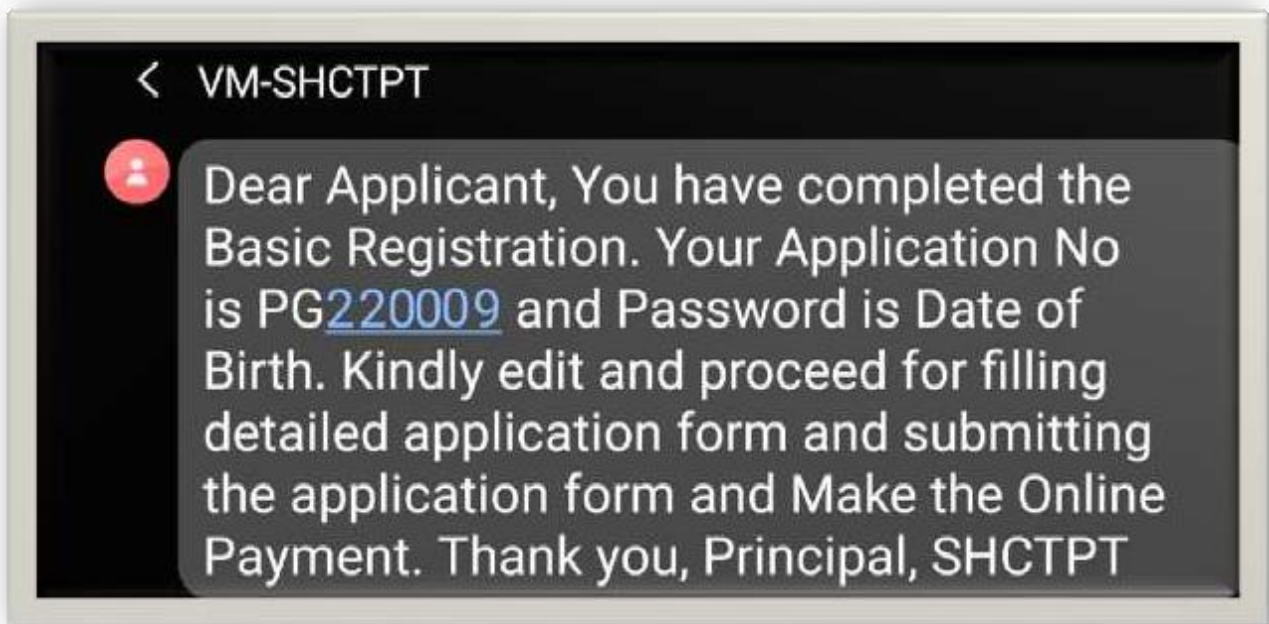 VM-SHCTPT
Dear Applicant, You have completed the
Basic Registration. Your Application No
is PG220009 and Password is Date of
Birth. Kindly edit and proceed for filling
detailed application form and submitting
the application form and Make the Online
Payment. Thank you, Principal, SHCTPT